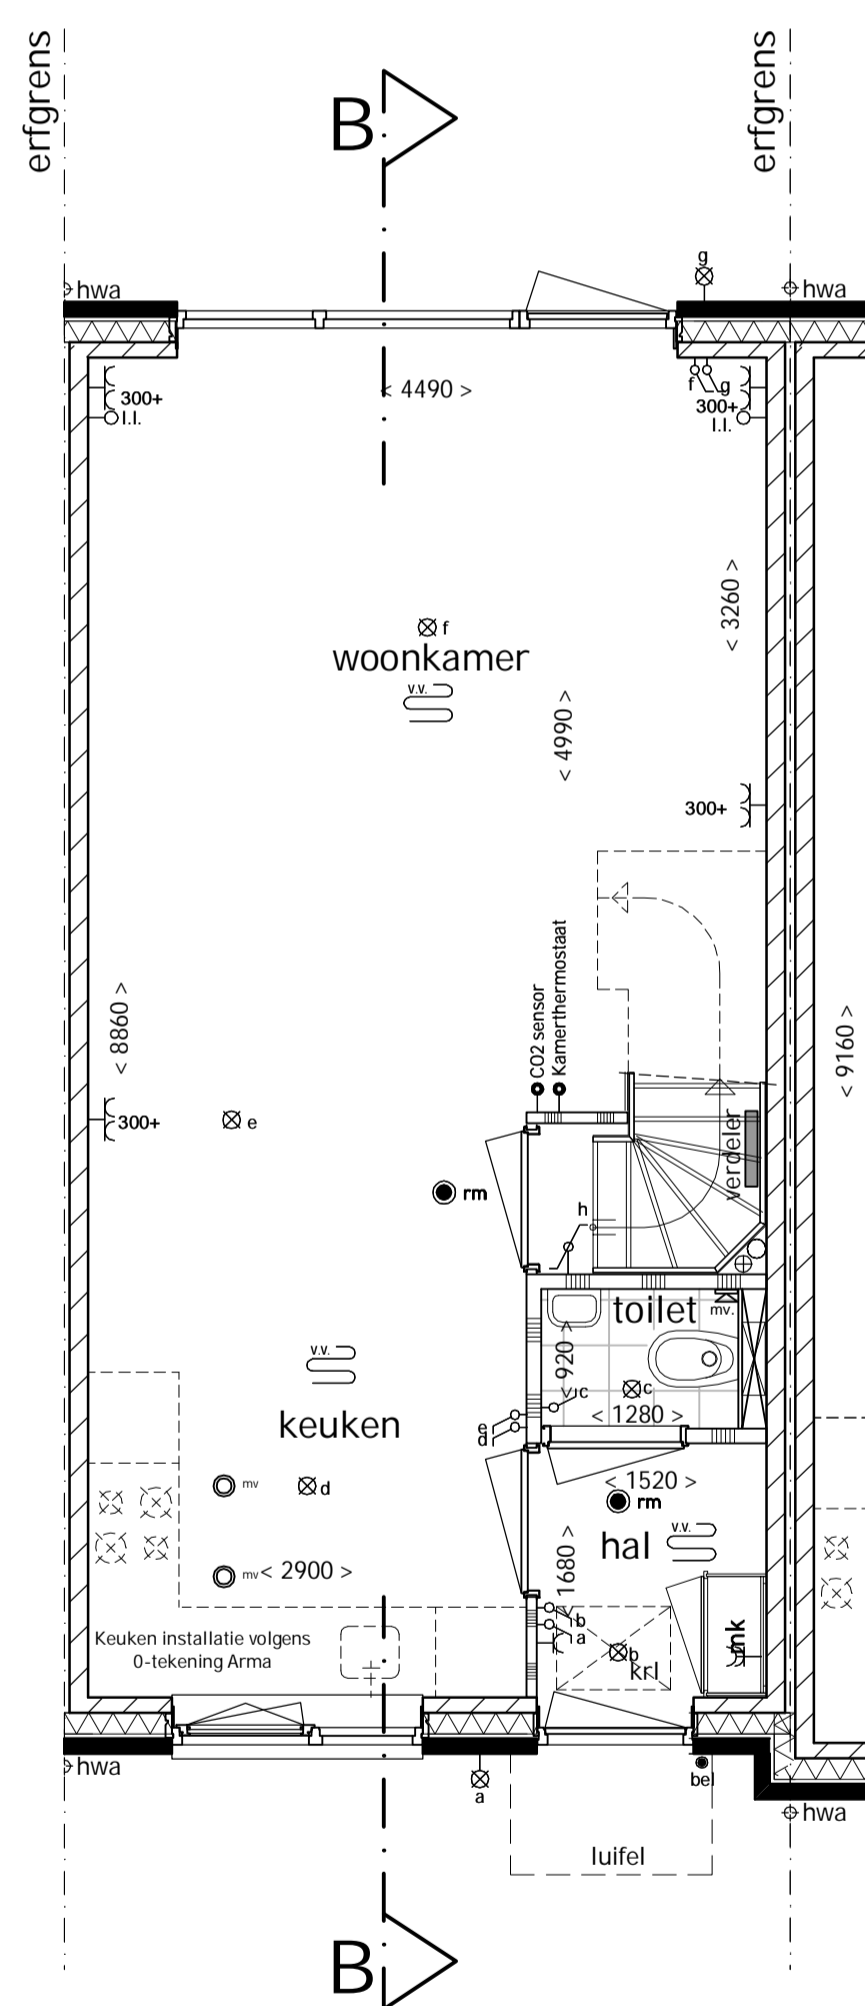 erfgrens
erfgrens
B
g
hwa
hwa
< 4490 >
300+
l.l.
f
g
300+
l.l.
< 3260 >
f
woonkamer
v.v.
< 4990 >
300+
CO2 sensor
Kamerthermostaat
< 8860 >
< 9160 >
300+
e
verdeler
rm
h
toilet
mv.
v.v.
< 920 >
c
c
< 1280 >
keuken
e
d
mv
d
< 1520 >
rm
v.v.
hal
mv
< 2900 >
< 1680 >
b
a
b
krl
mk
Keuken installatie volgens
0-tekening Arma
hwa
a
bel
hwa
luifel
B